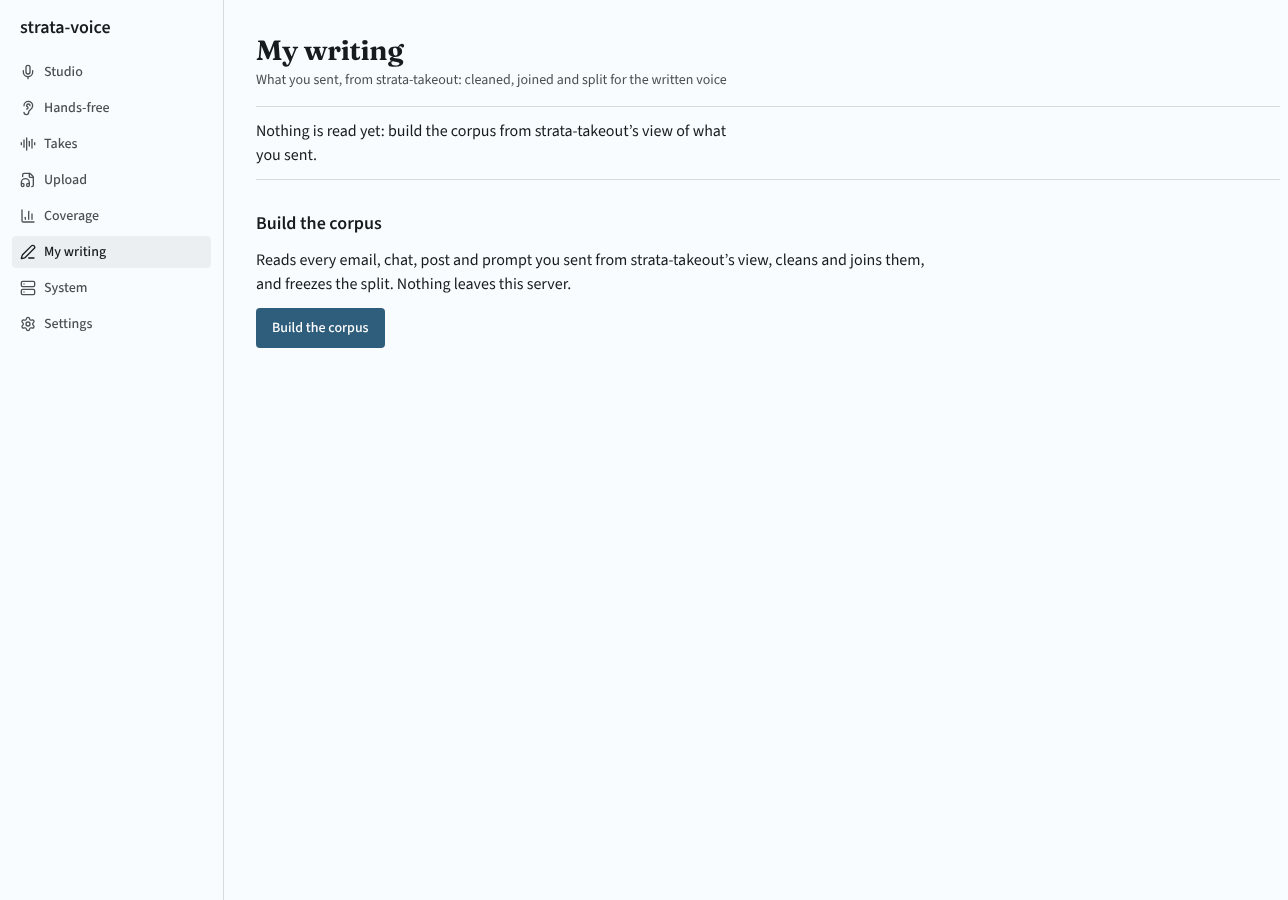 strata-voice
Studio
Hands-free
Takes
Upload
Coverage
My writing
System
Settings
My writing
What you sent, from strata-takeout: cleaned, joined and split for the written voice
Nothing is read yet: build the corpus from strata-takeout’s view of what
you sent.
Build the corpus
Reads every email, chat, post and prompt you sent from strata-takeout’s view, cleans and joins them,
and freezes the split. Nothing leaves this server.
Build the corpus